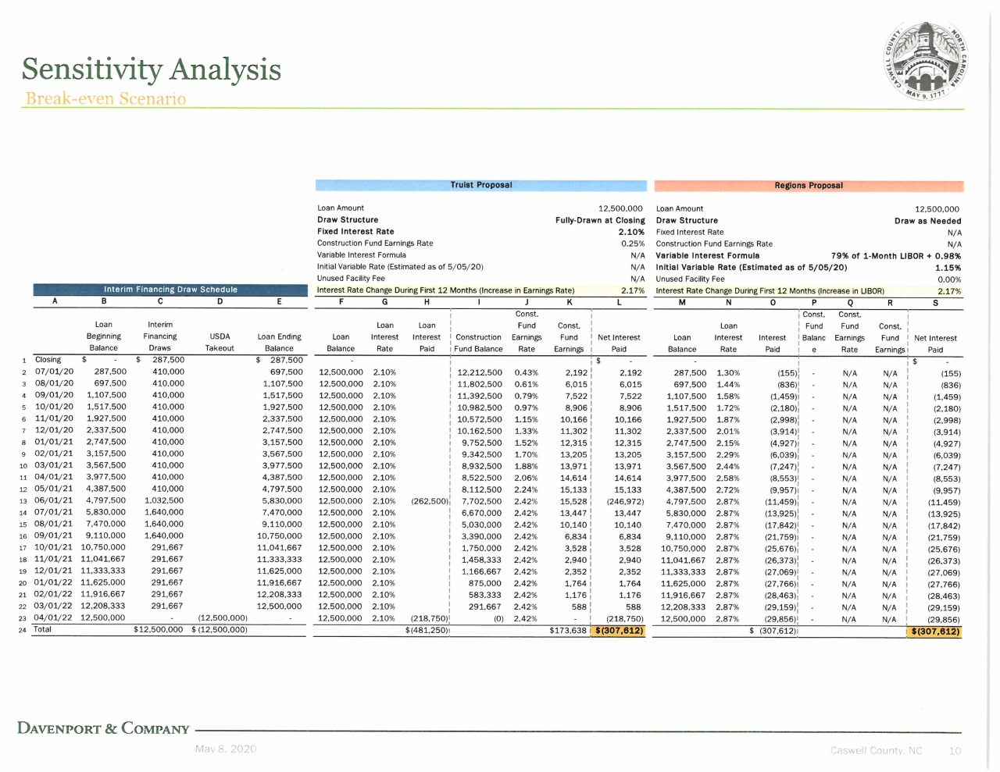 Sensitivity Analysis
Break-even Scenario
CASWELL COUNTY, NORTH CAROLINA
MAY 9, 1777
Truist Proposal Regions Proposal
Loan Amount 12,500,000 Loan Amount 12,500,000
Draw Structure Fully-Drawn at Closing Draw Structure Draw as Needed
Fixed Interest Rate 2.10% Fixed Interest Rate N/A
Construction Fund Earnings Rate 0.25% Construction Fund Earnings Rate N/A
Variable Interest Formula N/A Variable Interest Formula 79% of 1-Month LIBOR + 0.98%
Initial Variable Rate (Estimated as of 5/05/20) N/A Initial Variable Rate (Estimated as of 5/05/20) 1.15%
Unused Facility Fee N/A Unused Facility Fee 0.00%
Interim Financing Draw Schedule Interest Rate Change During First 12 Months (Increase in Earnings Rate) 2.17% Interest Rate Change During First 12 Months (Increase in LIBOR) 2.17%
A B C D E F G H I J K L M N O P Q R S
Const. Const. Const.
Loan Interim Loan Loan Fund Const. Loan Fund Fund Const.
Beginning Financing USDA Loan Ending Loan Interest Interest Construction Earnings Fund Net Interest Loan Interest Interest Balanc Earnings Fund Net Interest
Balance Draws Takeout Balance Balance Rate Paid Fund Balance Rate Earnings Paid Balance Rate Paid e Rate Earnings Paid
1 Closing $ - $ 287,500 $ 287,500 - $ - - $ -
2 07/01/20 287,500 410,000 697,500 12,500,000 2.10% 12,212,500 0.43% 2,192 2,192 287,500 1.30% (155) - N/A N/A (155)
3 08/01/20 697,500 410,000 1,107,500 12,500,000 2.10% 11,802,500 0.61% 6,015 6,015 697,500 1.44% (836) - N/A N/A (836)
4 09/01/20 1,107,500 410,000 1,517,500 12,500,000 2.10% 11,392,500 0.79% 7,522 7,522 1,107,500 1.58% (1,459) - N/A N/A (1,459)
5 10/01/20 1,517,500 410,000 1,927,500 12,500,000 2.10% 10,982,500 0.97% 8,906 8,906 1,517,500 1.72% (2,180) - N/A N/A (2,180)
6 11/01/20 1,927,500 410,000 2,337,500 12,500,000 2.10% 10,572,500 1.15% 10,166 10,166 1,927,500 1.87% (2,998) - N/A N/A (2,998)
7 12/01/20 2,337,500 410,000 2,747,500 12,500,000 2.10% 10,162,500 1.33% 11,302 11,302 2,337,500 2.01% (3,914) - N/A N/A (3,914)
8 01/01/21 2,747,500 410,000 3,157,500 12,500,000 2.10% 9,752,500 1.52% 12,315 12,315 2,747,500 2.15% (4,927) - N/A N/A (4,927)
9 02/01/21 3,157,500 410,000 3,567,500 12,500,000 2.10% 9,342,500 1.70% 13,205 13,205 3,157,500 2.29% (6,039) - N/A N/A (6,039)
10 03/01/21 3,567,500 410,000 3,977,500 12,500,000 2.10% 8,932,500 1.88% 13,971 13,971 3,567,500 2.44% (7,247) - N/A N/A (7,247)
11 04/01/21 3,977,500 410,000 4,387,500 12,500,000 2.10% 8,522,500 2.06% 14,614 14,614 3,977,500 2.58% (8,553) - N/A N/A (8,553)
12 05/01/21 4,387,500 410,000 4,797,500 12,500,000 2.10% 8,112,500 2.24% 15,133 15,133 4,387,500 2.72% (9,957) - N/A N/A (9,957)
13 06/01/21 4,797,500 1,032,500 5,830,000 12,500,000 2.10% (262,500) 7,702,500 2.42% 15,528 (246,972) 4,797,500 2.87% (11,459) - N/A N/A (11,459)
14 07/01/21 5,830,000 1,640,000 7,470,000 12,500,000 2.10% 6,670,000 2.42% 13,447 13,447 5,830,000 2.87% (13,925) - N/A N/A (13,925)
15 08/01/21 7,470,000 1,640,000 9,110,000 12,500,000 2.10% 5,030,000 2.42% 10,140 10,140 7,470,000 2.87% (17,842) - N/A N/A (17,842)
16 09/01/21 9,110,000 1,640,000 10,750,000 12,500,000 2.10% 3,390,000 2.42% 6,834 6,834 9,110,000 2.87% (21,759) - N/A N/A (21,759)
17 10/01/21 10,750,000 291,667 11,041,667 12,500,000 2.10% 1,750,000 2.42% 3,528 3,528 10,750,000 2.87% (25,676) - N/A N/A (25,676)
18 11/01/21 11,041,667 291,667 11,333,333 12,500,000 2.10% 1,458,333 2.42% 2,940 2,940 11,041,667 2.87% (26,373) - N/A N/A (26,373)
19 12/01/21 11,333,333 291,667 11,625,000 12,500,000 2.10% 1,166,667 2.42% 2,352 2,352 11,333,333 2.87% (27,069) - N/A N/A (27,069)
20 01/01/22 11,625,000 291,667 11,916,667 12,500,000 2.10% 875,000 2.42% 1,764 1,764 11,625,000 2.87% (27,766) - N/A N/A (27,766)
21 02/01/22 11,916,667 291,667 12,208,333 12,500,000 2.10% 583,333 2.42% 1,176 1,176 11,916,667 2.87% (28,463) - N/A N/A (28,463)
22 03/01/22 12,208,333 291,667 12,500,000 12,500,000 2.10% 291,667 2.42% 588 588 12,208,333 2.87% (29,159) - N/A N/A (29,159)
23 04/01/22 12,500,000 - (12,500,000) - 12,500,000 2.10% (218,750) (0) 2.42% - (218,750) 12,500,000 2.87% (29,856) - N/A N/A (29,856)
24 Total $12,500,000 $ (12,500,000) $(481,250) $173,638 $(307,612) $ (307,612) $(307,612)
DAVENPORT & COMPANY
May 8, 2020 Caswell County, NC 10